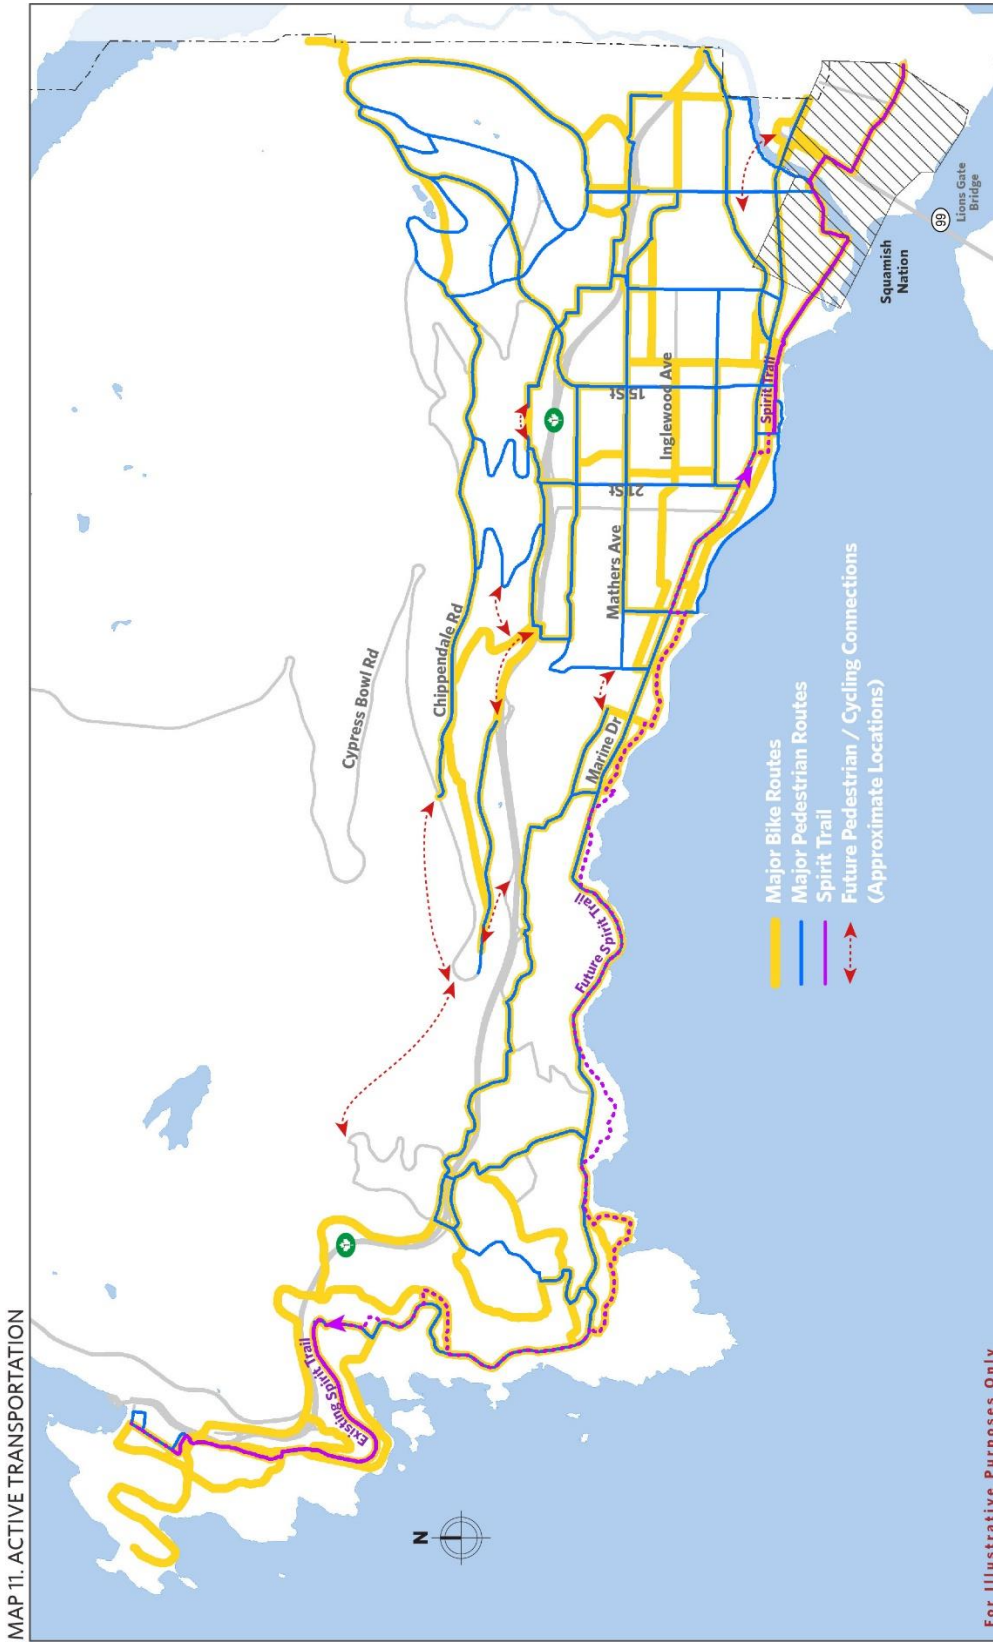 MAP 11. ACTIVE TRANSPORTATION
Existing Spirit Trail
Cypress Bowl Rd
Chippendale Rd
Mathers Ave
21 St
15 St
Inglewood Ave
Marine Dr
Spirit Trail
Future Spirit Trail
Squamish
Nation
99
Lions Gate
Bridge
N
Major Bike Routes
Major Pedestrian Routes
Spirit Trail
Future Pedestrian / Cycling Connections
(Approximate Locations)
For Illustrative Purposes Only